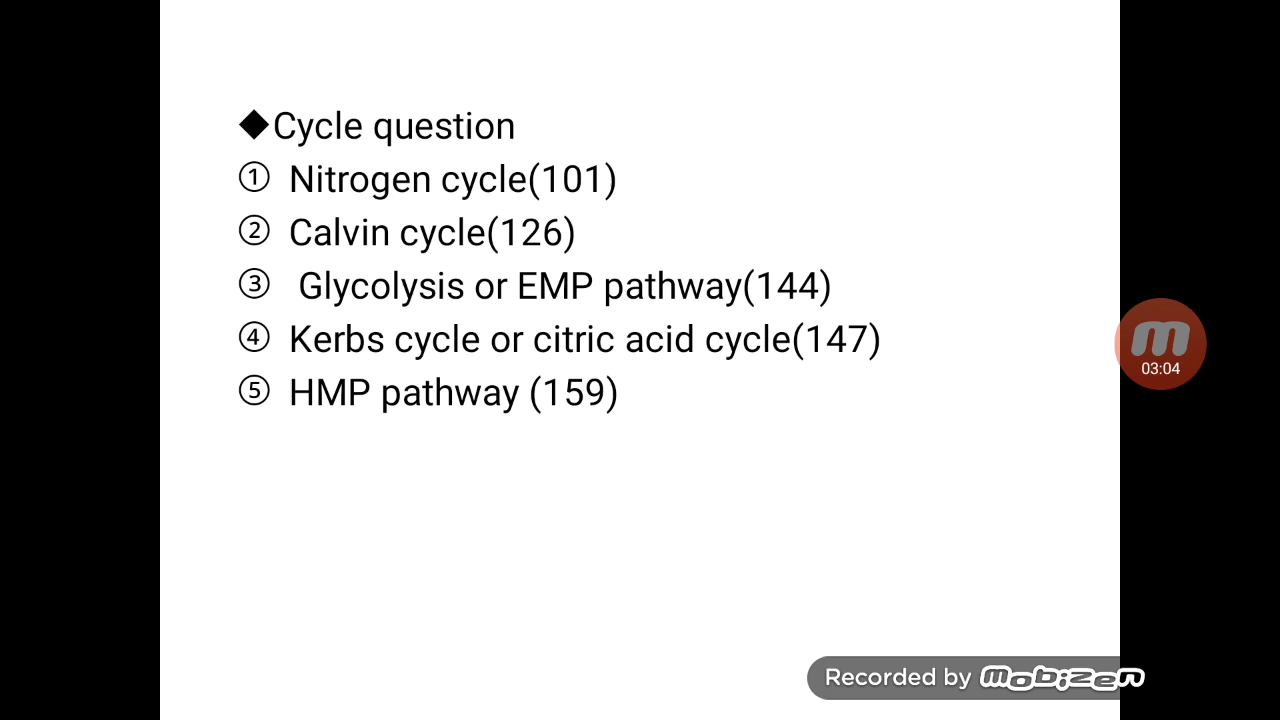 ◆Cycle question
① Nitrogen cycle(101)
② Calvin cycle(126)
③ Glycolysis or EMP pathway(144)
④ Kerbs cycle or citric acid cycle(147)
⑤ HMP pathway (159)
03:04
Recorded by mobizen